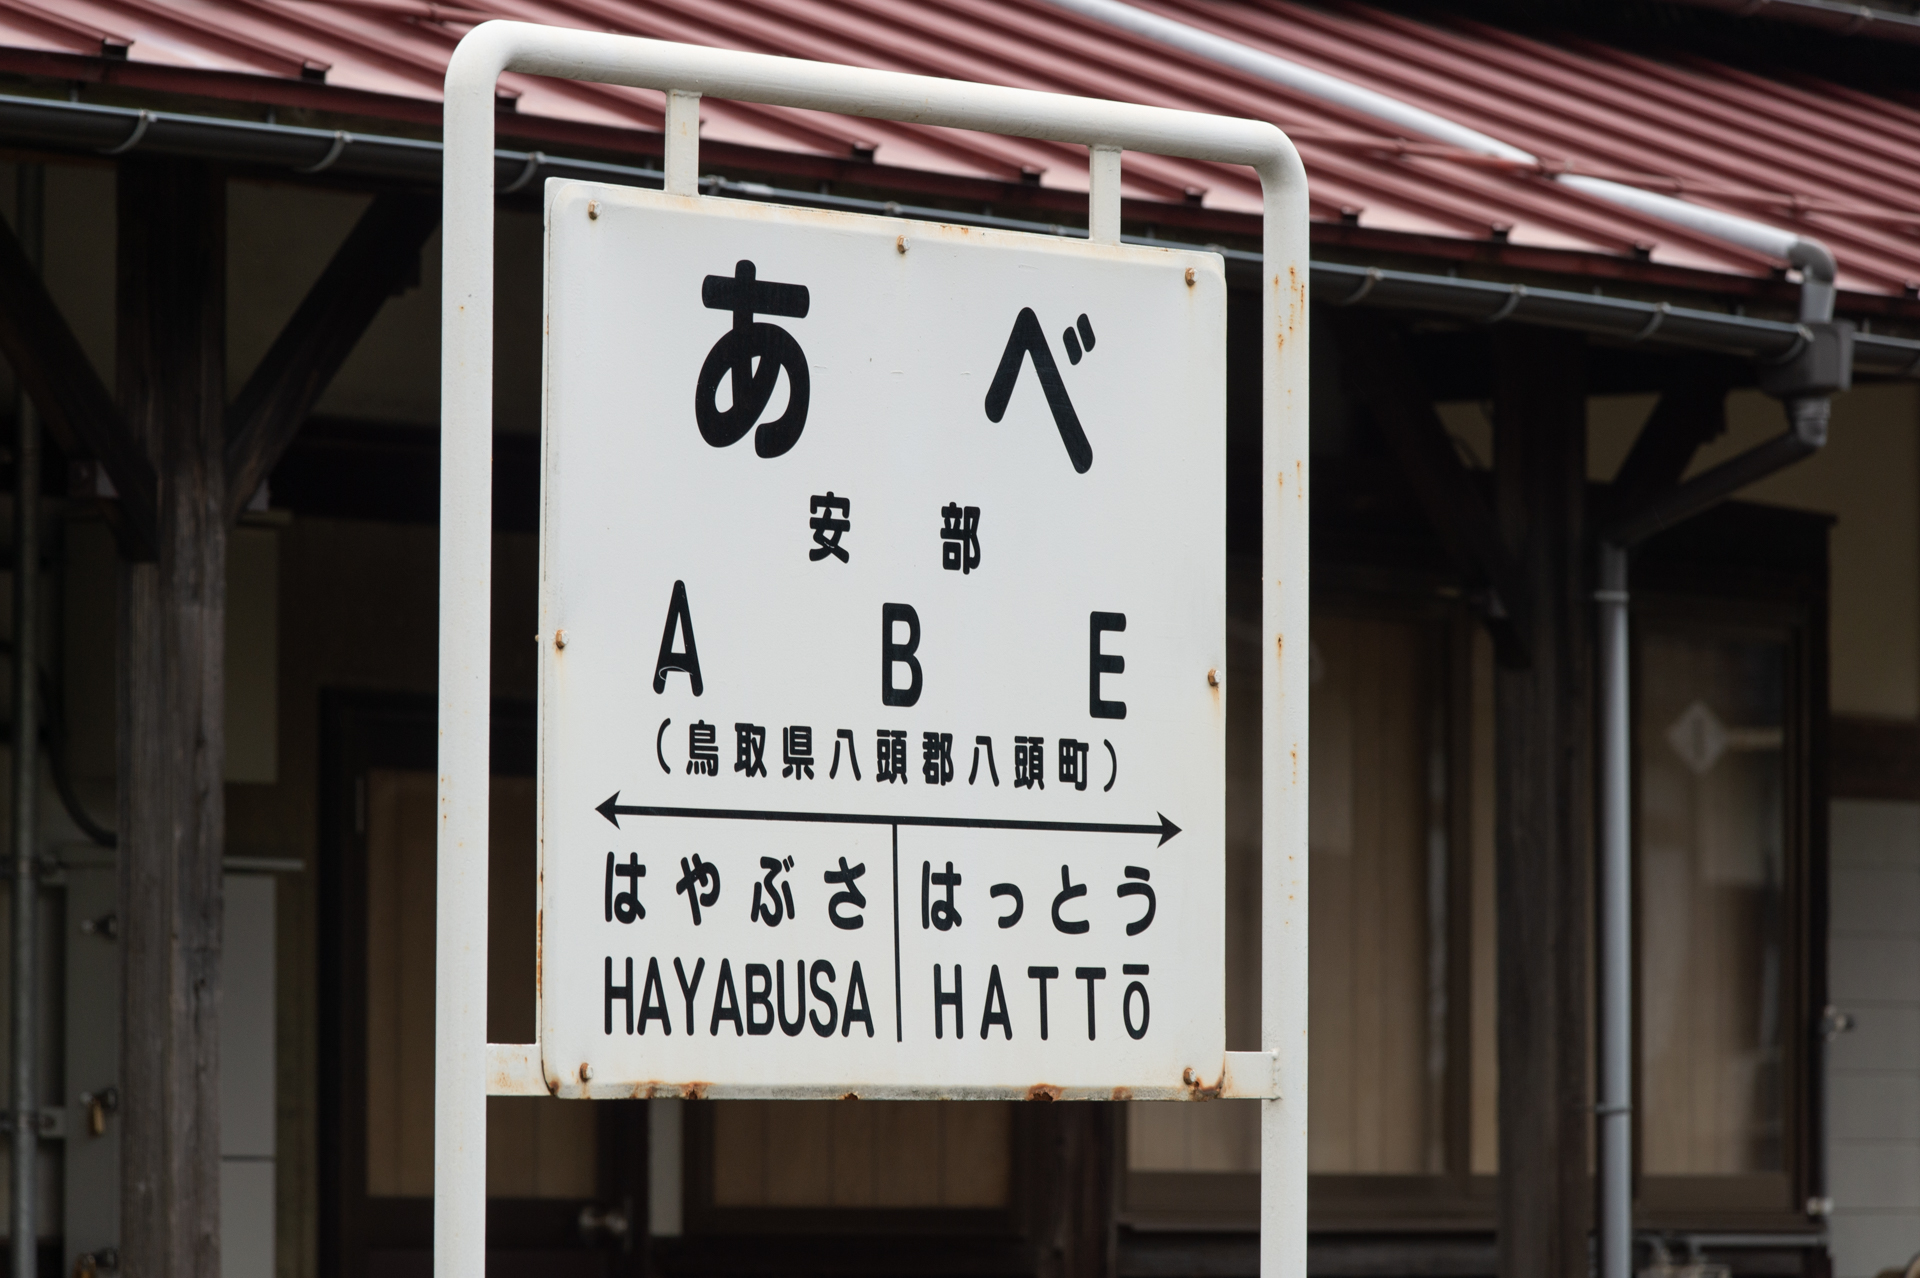 あべ
安部
ABE
(鳥取県八頭郡八頭町)
はやぶさ はっとう
HAYABUSA HATTŌ